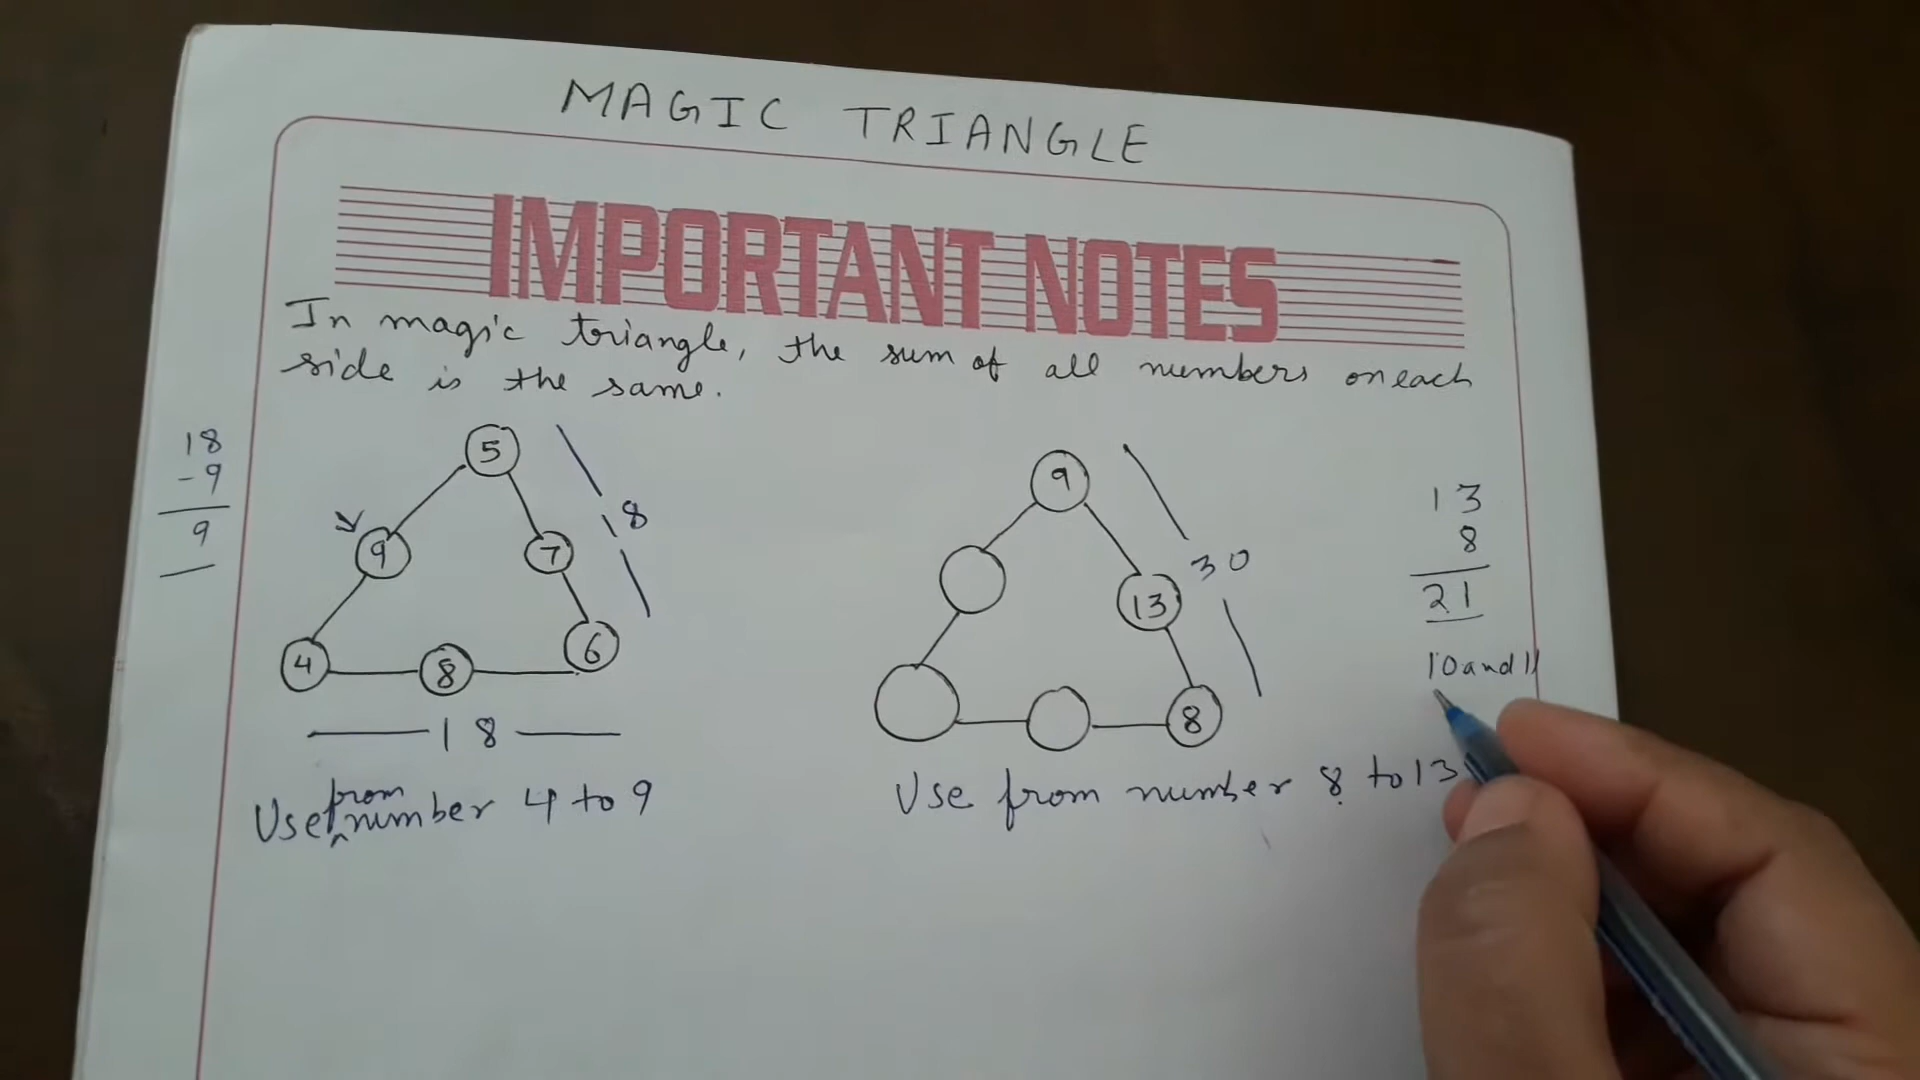 MAGIC TRIANGLE
IMPORTANT NOTES
In magic triangle, the sum of all numbers on each
side is the same.
18
-9
9
5
9
7
18
4
8
6
18
Use from number 4 to 9
9
13
30
8
Use from number 8 to 13
13
8
21
10 and 11